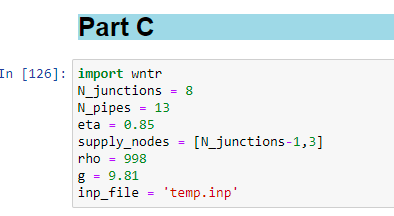 Part C
In [126]: import wntr
N_junctions = 8
N_pipes = 13
eta = 0.85
supply_nodes = [N_junctions-1,3]
rho = 998
g = 9.81
inp_file = 'temp.inp'